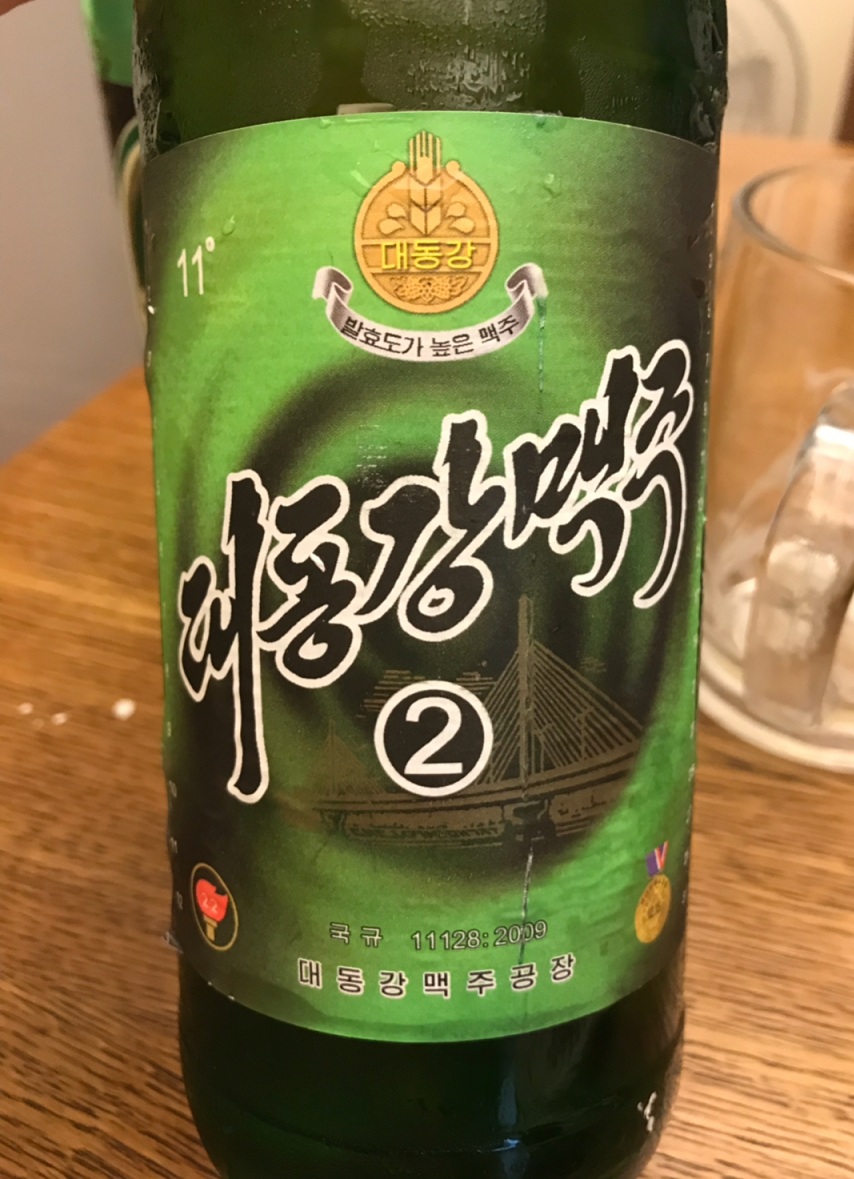 대동강
11°
발효도가 높은 맥주
대동강맥주
2
22
국규 11128:2009
대동강맥주공장